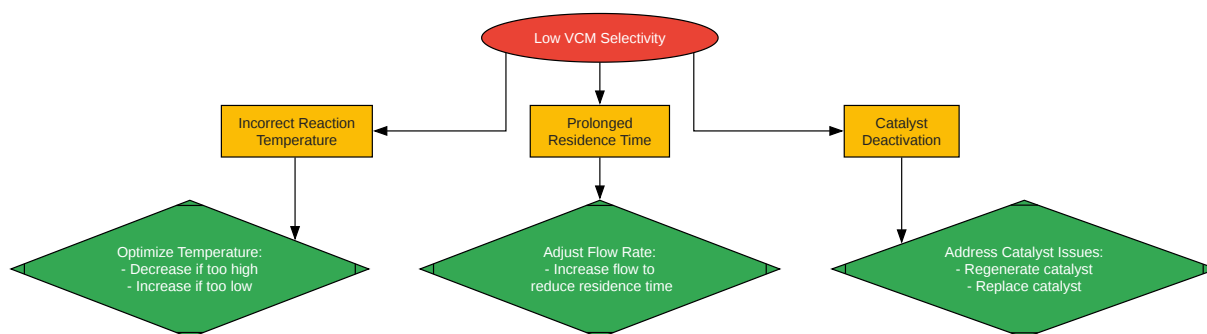 Low VCM Selectivity
Incorrect Reaction
Temperature
Prolonged
Residence Time
Catalyst
Deactivation
Optimize Temperature:
- Decrease if too high
- Increase if too low
Adjust Flow Rate:
- Increase flow to
reduce residence time
Address Catalyst Issues:
- Regenerate catalyst
- Replace catalyst